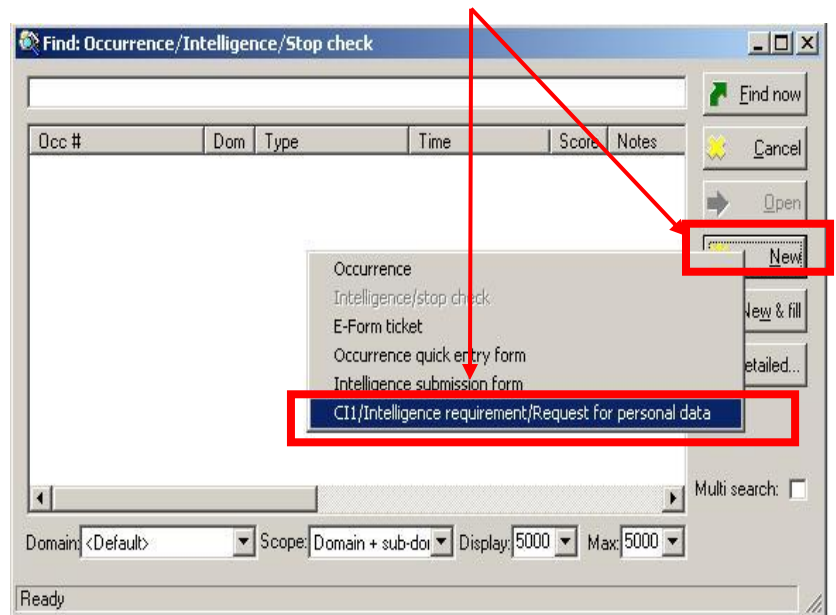 Find: Occurrence/Intelligence/Stop check
Find now
Occ # Dom Type Time Score Notes
Cancel
Open
New
Occurrence
Intelligence/stop check
E-Form ticket
New & fill
Occurrence quick entry form
Intelligence submission form
etailed...
CI1/Intelligence requirement/Request for personal data
Multi search:
Domain: <Default> Scope: Domain + sub-doi Display: 5000 Max: 5000
Ready